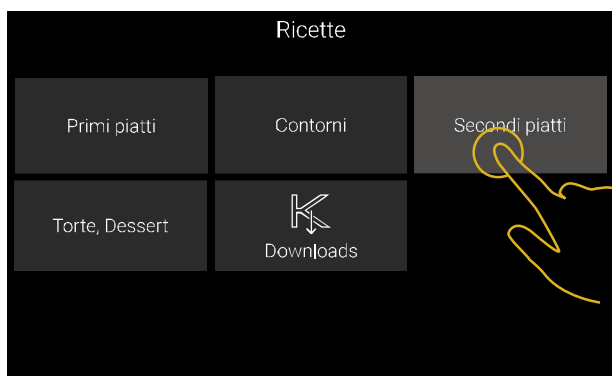 Ricette
Primi piatti
Contorni
Secondi piatti
Torte, Dessert
Downloads